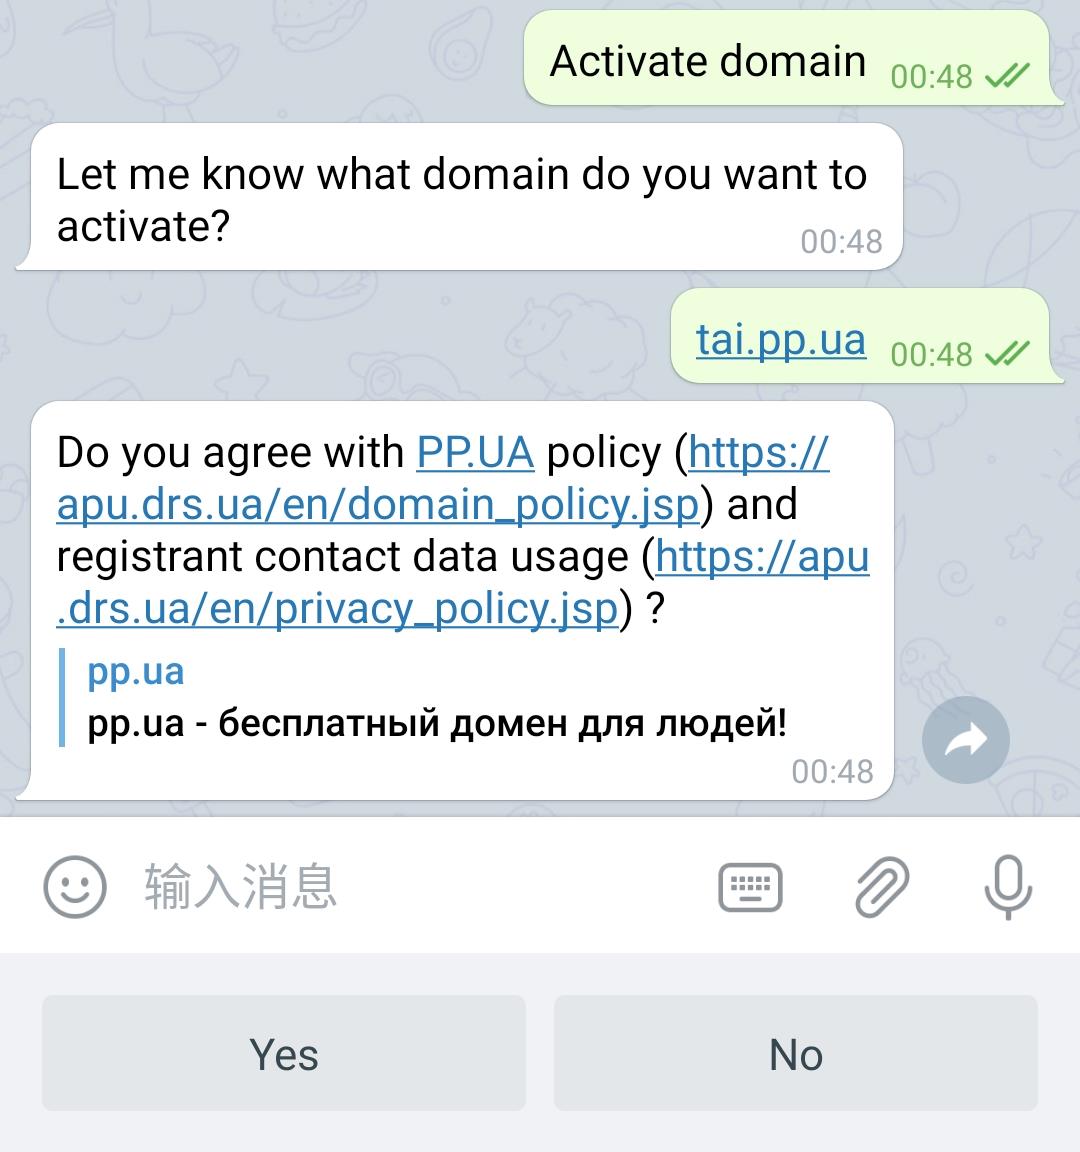 Activate domain 00:48
Let me know what domain do you want to
activate?
00:48
tai.pp.ua 00:48
Do you agree with PP.UA policy (https://
apu.drs.ua/en/domain_policy.jsp) and
registrant contact data usage (https://apu
.drs.ua/en/privacy_policy.jsp) ?
pp.ua
pp.ua - бесплатный домен для людей!
00:48
输入消息
Yes No